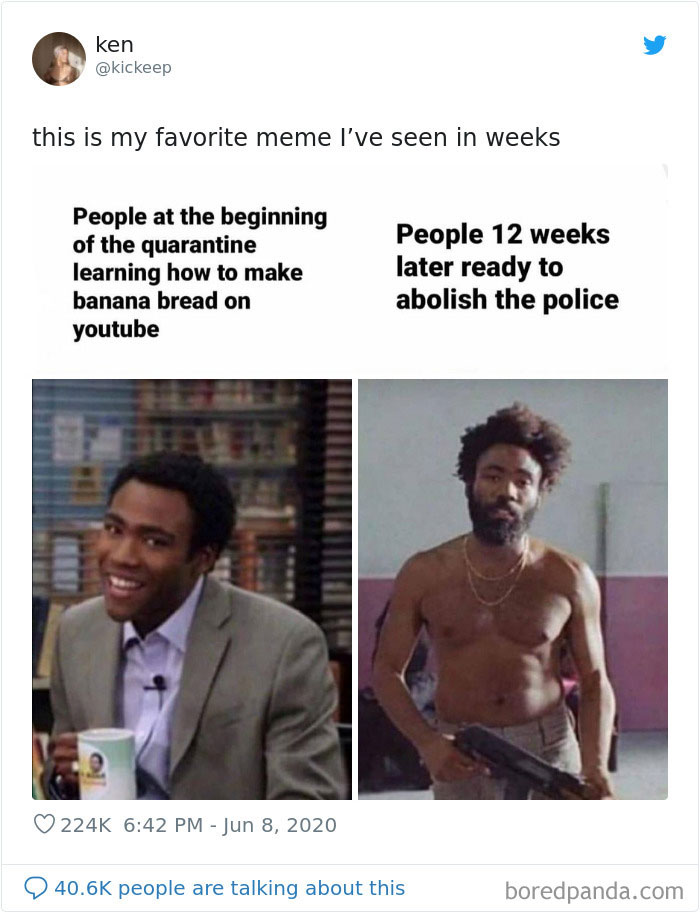 ken
@kickeep
this is my favorite meme I’ve seen in weeks
People at the beginning
of the quarantine
learning how to make
banana bread on
youtube
People 12 weeks
later ready to
abolish the police
224K 6:42 PM - Jun 8, 2020
40.6K people are talking about this
boredpanda.com